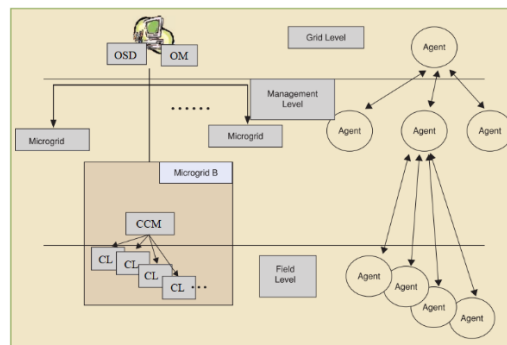 OSD
OM
Grid Level
Agent
Management
Level
Microgrid
......
Microgrid
Agent
Agent
Agent
Microgrid B
CCM
CL
CL
CL
CL ...
Field
Level
Agent
Agent
Agent
Agent